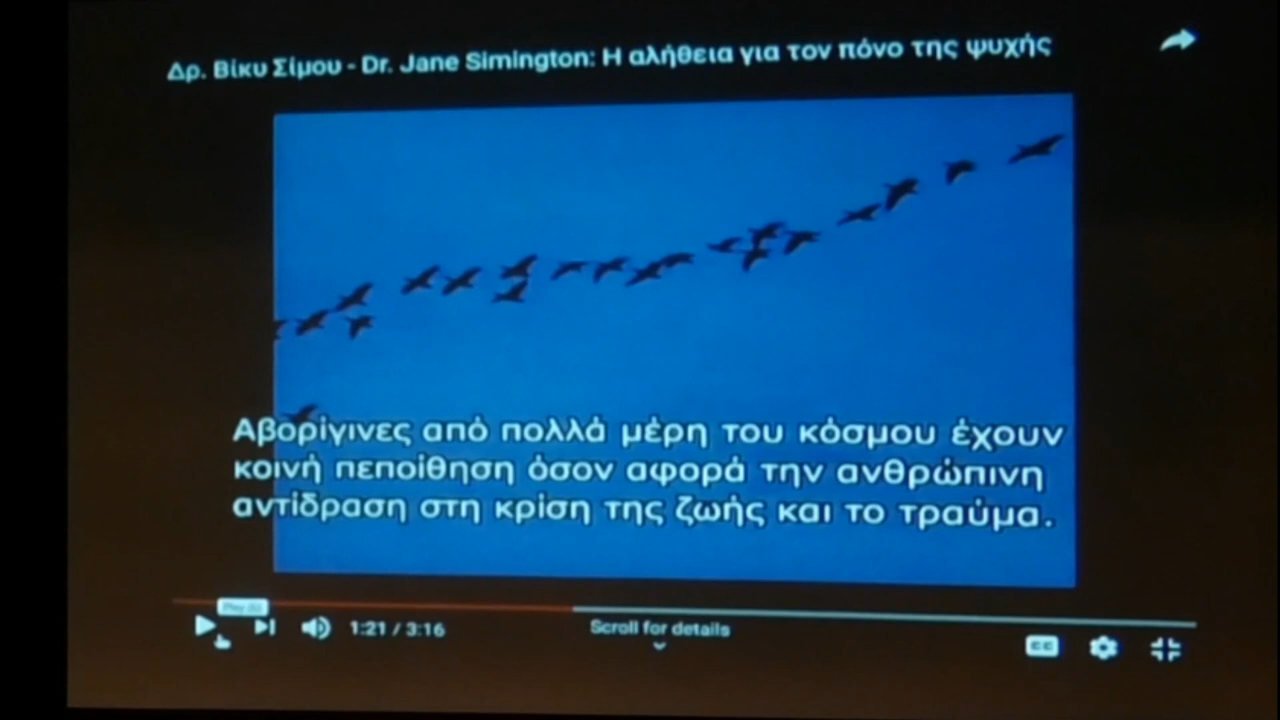 Δρ. Βίκυ Σίμου - Dr. Jane Simington: Η αλήθεια για τον πόνο της ψυχής
Αβορίγινες από πολλά μέρη του κόσμου έχουν
κοινή πεποίθηση όσον αφορά την ανθρώπινη
αντίδραση στη κρίση της ζωής και το τραύμα.
Play (k)
1:21 / 3:16
Scroll for details
CC